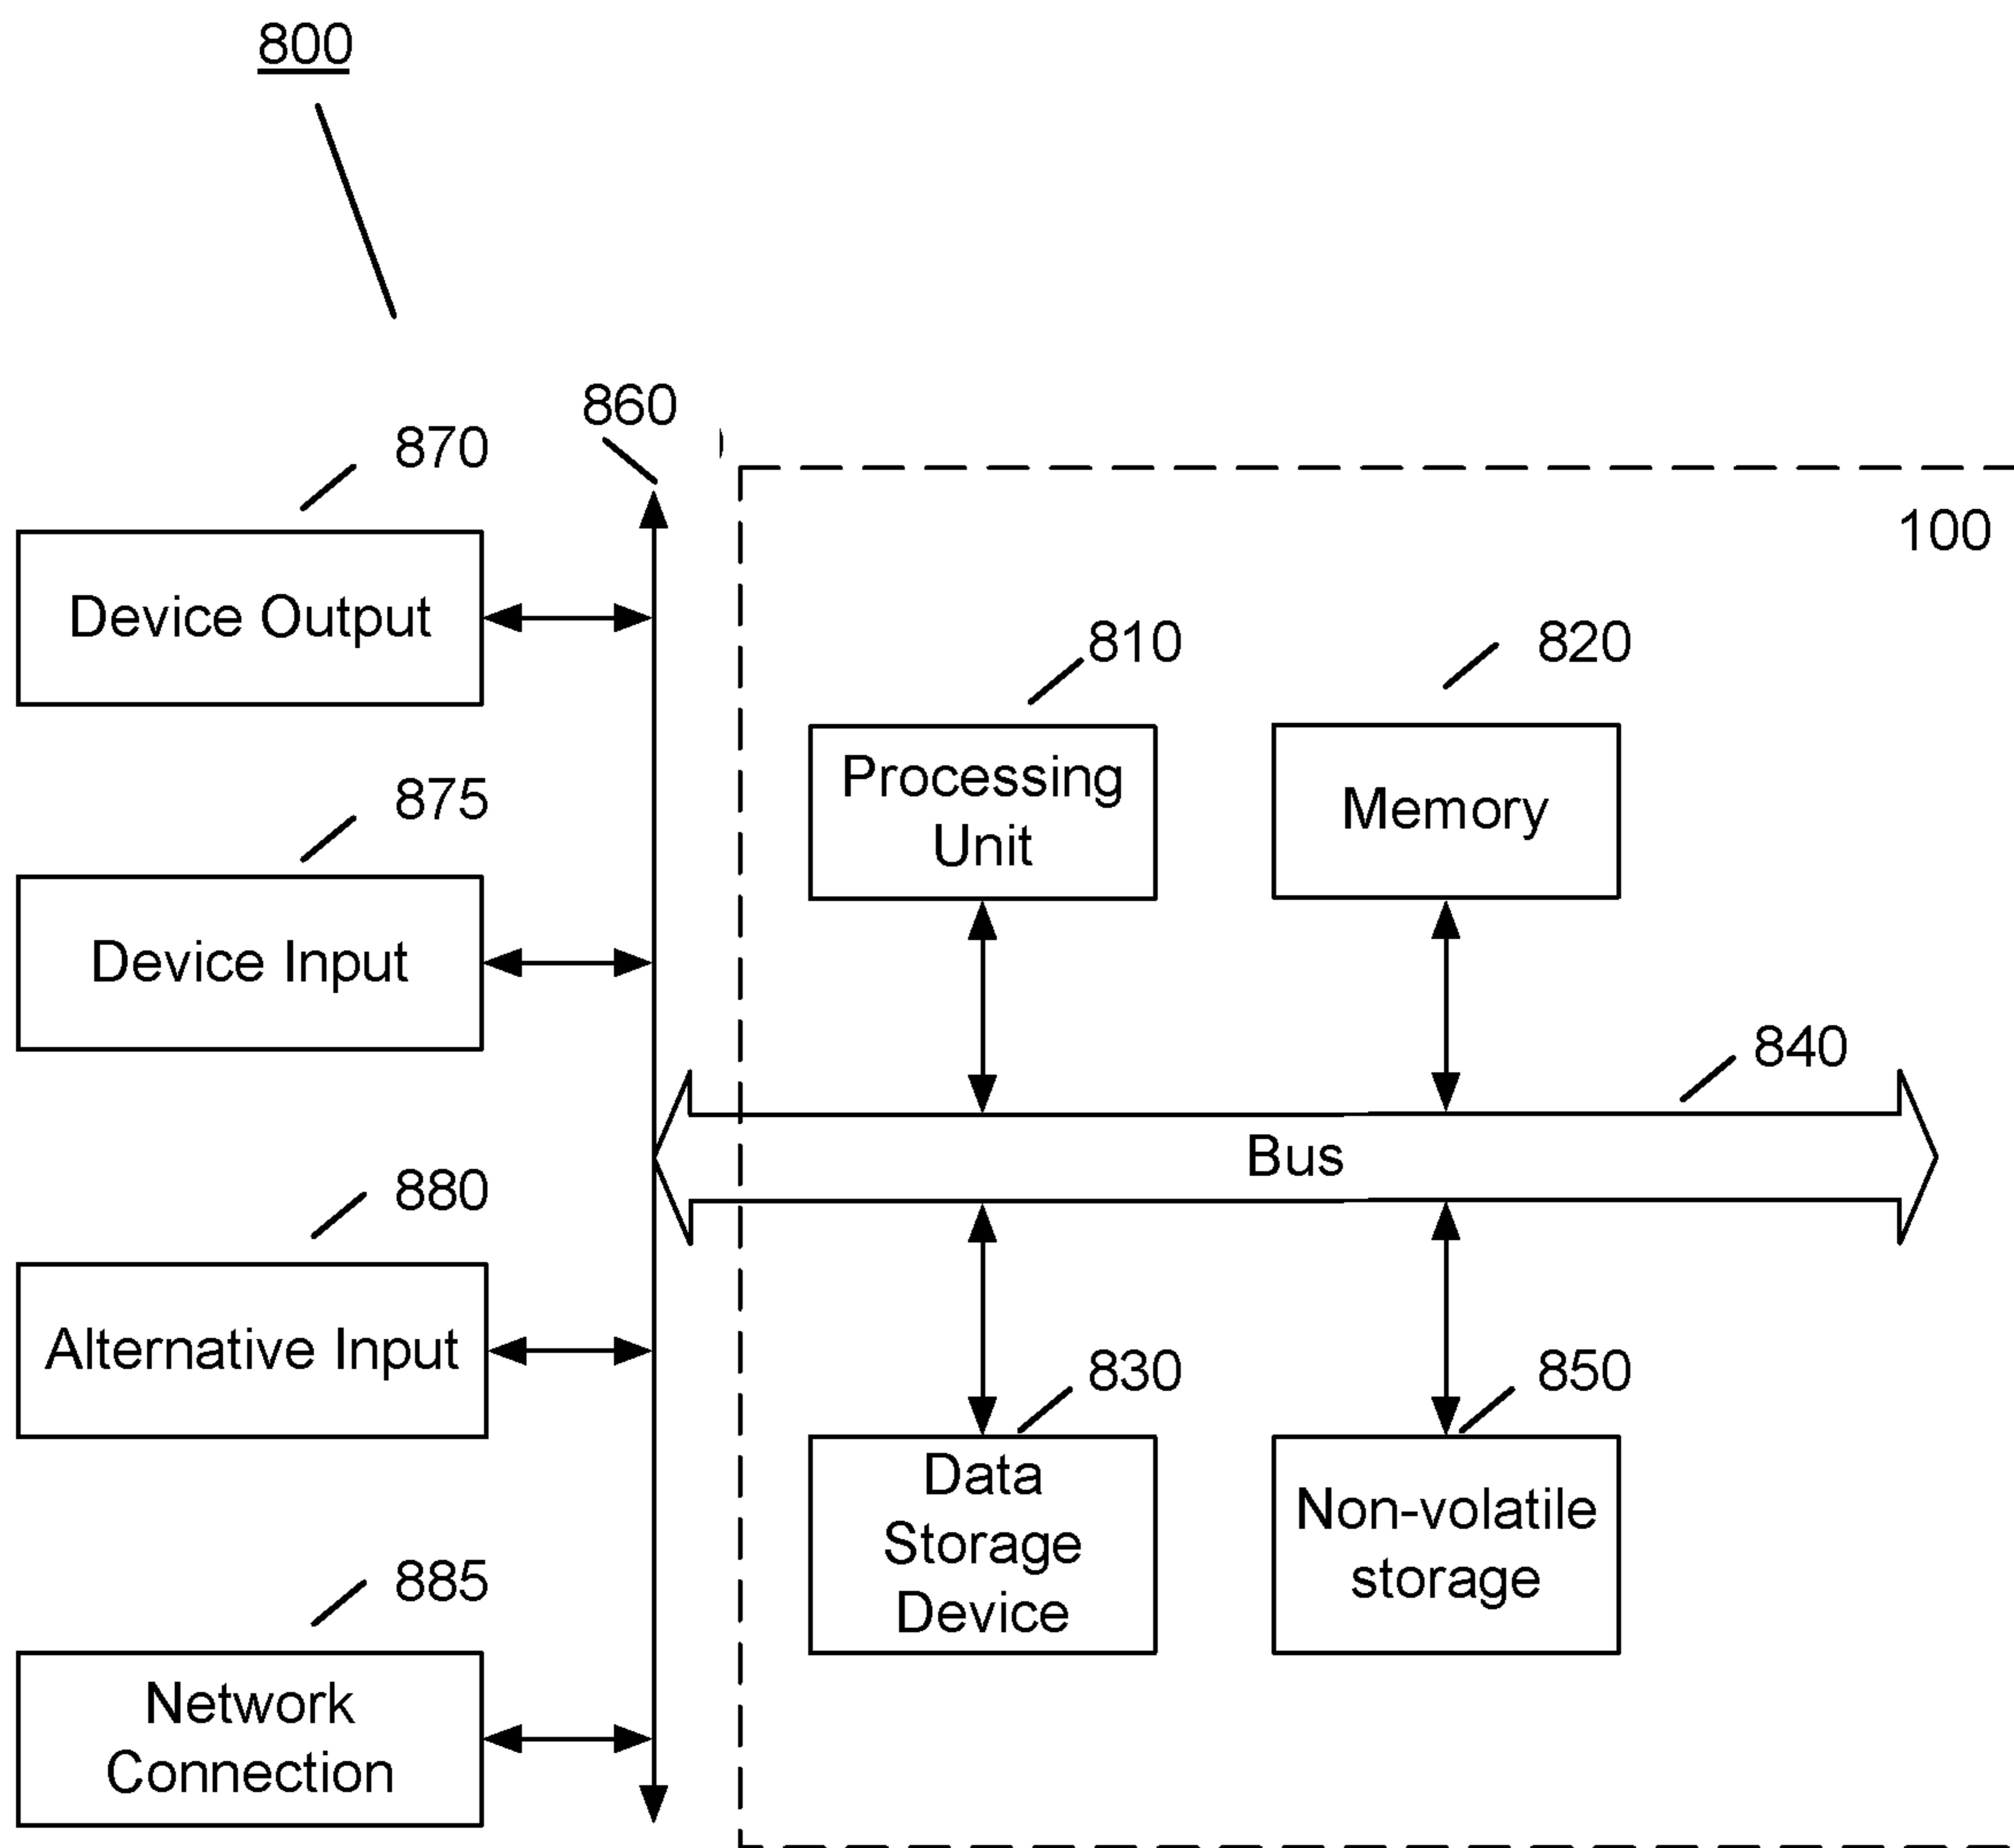 800
860
870
Device Output
100
810
820
Processing
Unit
Memory
875
Device Input
840
Bus
880
Alternative Input
830
850
Data
Storage
Device
Non-volatile
storage
885
Network
Connection